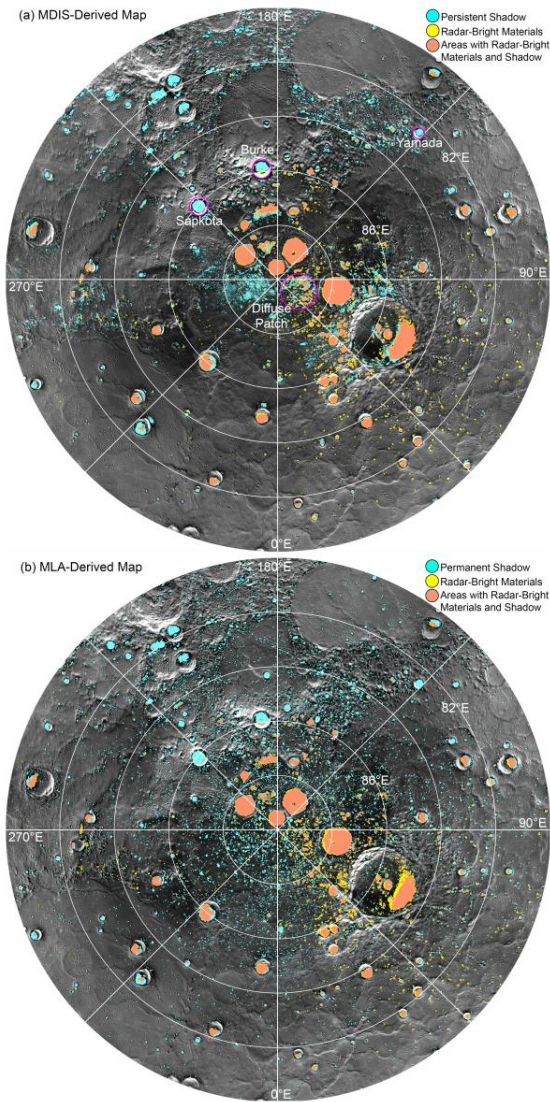 (a) MDIS-Derived Map
180°E
Persistent Shadow
Radar-Bright Materials
Areas with Radar-Bright
Materials and Shadow
Burke
Yamada
82°E
Sapkota
86°E
270°E
90°E
Diffuse
Patch
0°E
(b) MLA-Derived Map
180°E
Permanent Shadow
Radar-Bright Materials
Areas with Radar-Bright
Materials and Shadow
82°E
86°E
270°E
90°E
0°E